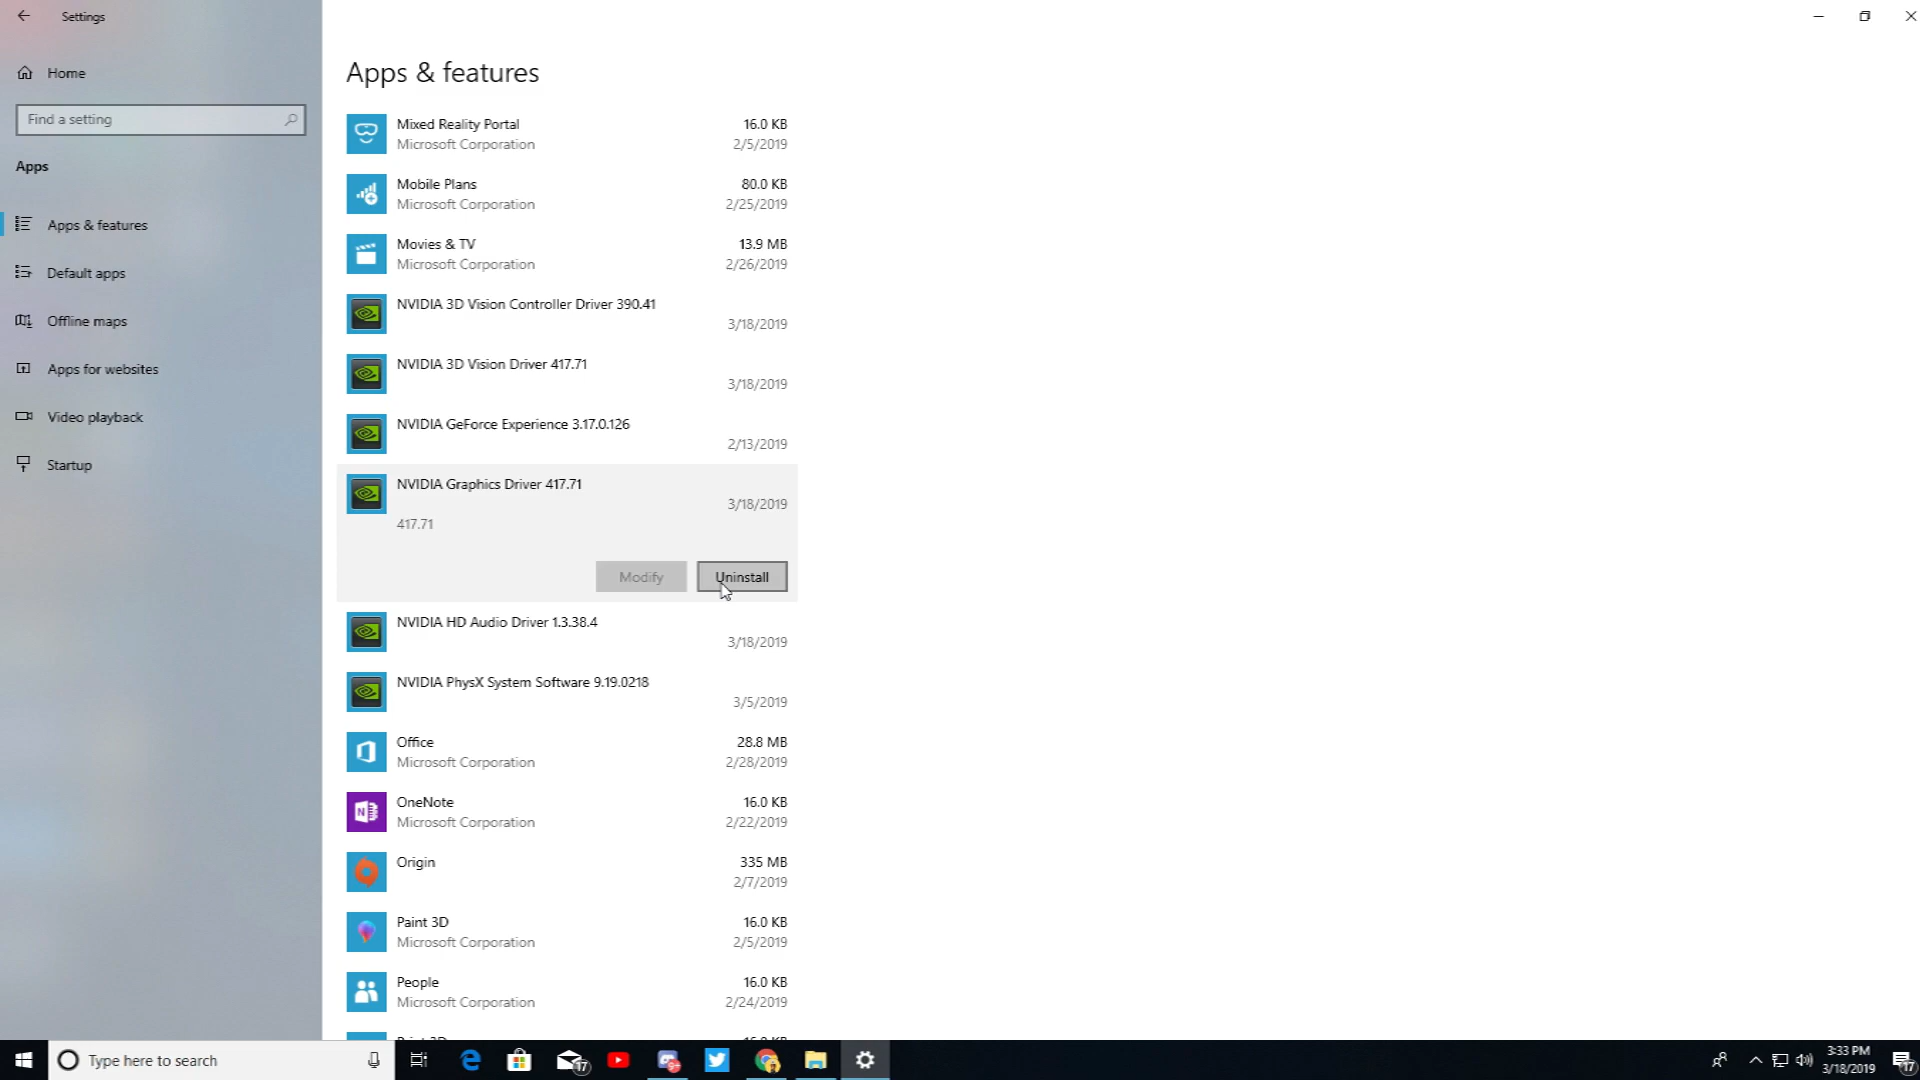 Settings
Home
Find a setting
Apps
Apps & features
Default apps
Offline maps
Apps for websites
Video playback
Startup
Apps & features
Mixed Reality Portal 16.0 KB
Microsoft Corporation 2/5/2019
Mobile Plans 80.0 KB
Microsoft Corporation 2/25/2019
Movies & TV 13.9 MB
Microsoft Corporation 2/26/2019
NVIDIA 3D Vision Controller Driver 390.41
3/18/2019
NVIDIA 3D Vision Driver 417.71
3/18/2019
NVIDIA GeForce Experience 3.17.0.126
2/13/2019
NVIDIA Graphics Driver 417.71
3/18/2019
417.71
Modify Uninstall
NVIDIA HD Audio Driver 1.3.38.4
3/18/2019
NVIDIA PhysX System Software 9.19.0218
3/5/2019
Office 28.8 MB
Microsoft Corporation 2/28/2019
OneNote 16.0 KB
Microsoft Corporation 2/22/2019
Origin 335 MB
2/7/2019
Paint 3D 16.0 KB
Microsoft Corporation 2/5/2019
People 16.0 KB
Microsoft Corporation 2/24/2019
Type here to search
17
3:33 PM
3/18/2019
17